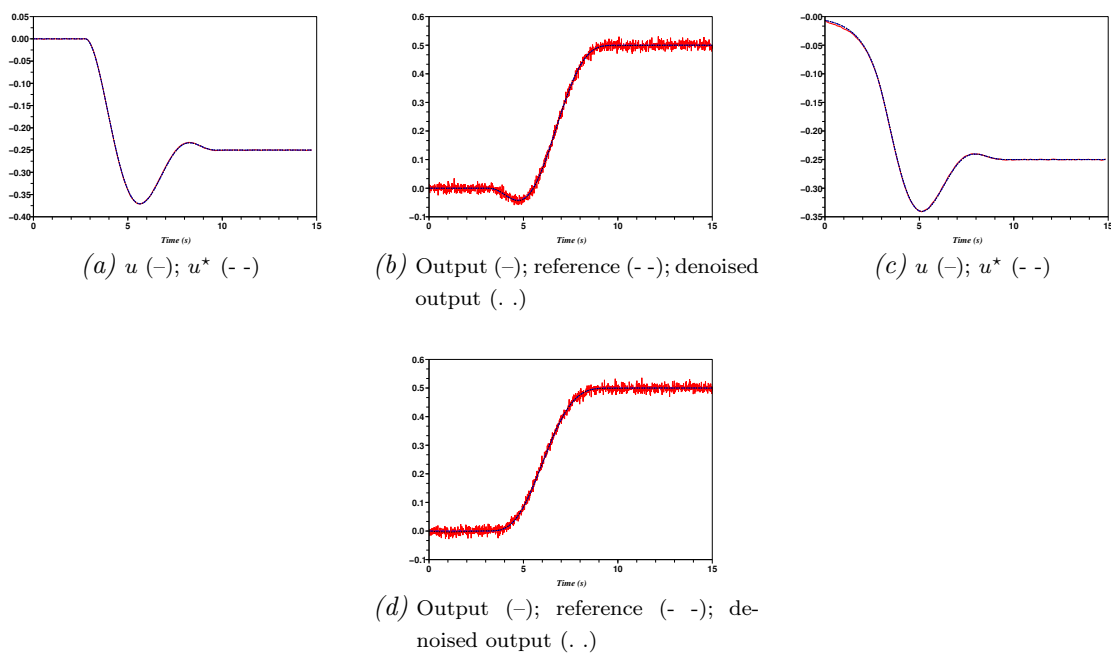 0.05
0.00
−0.05
−0.10
−0.15
−0.20
−0.25
−0.30
−0.35
−0.40
0 5 10 15
Time (s)
(a) u (–); u⋆ (- -)
0.6
0.5
0.4
0.3
0.2
0.1
0.0
−0.1
0 5 10 15
Time (s)
(b) Output (–); reference (- -); denoised
output (. .)
−0.00
−0.05
−0.10
−0.15
−0.20
−0.25
−0.30
−0.35
0 5 10 15
Time (s)
(c) u (–); u⋆ (- -)
0.6
0.5
0.4
0.3
0.2
0.1
0.0
−0.1
0 5 10 15
Time (s)
(d) Output (–); reference (- -); de-
noised output (. .)